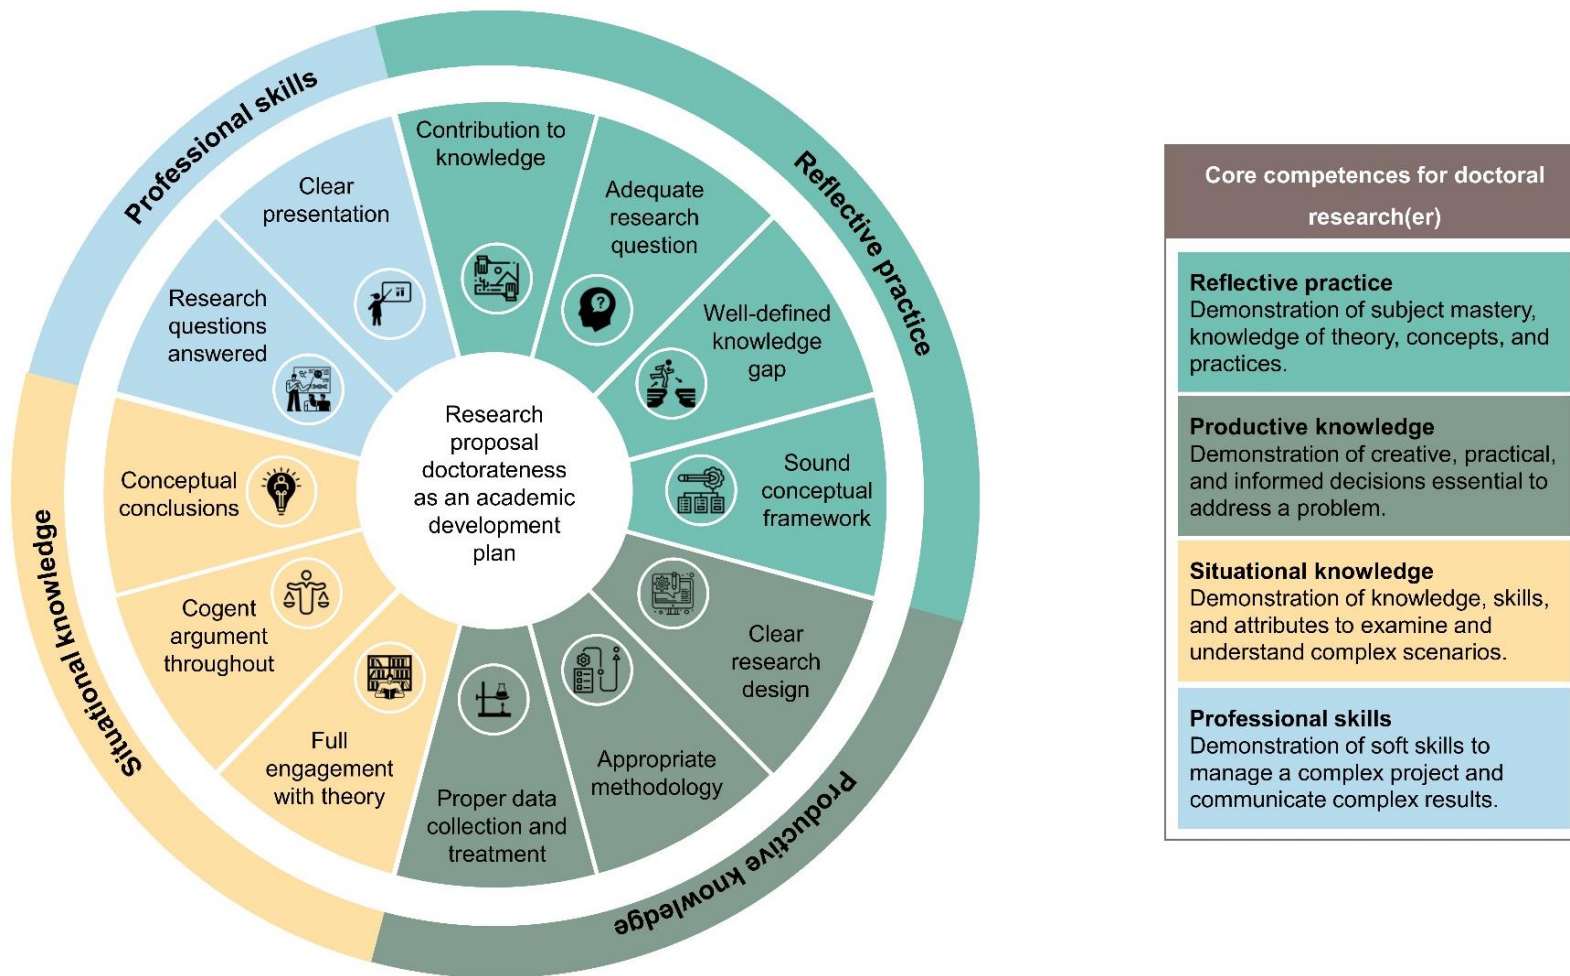 Professional skills
Reflective practice
Productive knowledge
Situational knowledge
Contribution to
knowledge
Adequate
research
question
Well-defined
knowledge
gap
Sound
conceptual
framework
Clear
research
design
Appropriate
methodology
Proper data
collection and
treatment
Full
engagement
with theory
Cogent
argument
throughout
Conceptual
conclusions
Research
questions
answered
Clear
presentation
Research
proposal
doctorateness
as an academic
development
plan
Core competences for doctoral
research(er)
Reflective practice
Demonstration of subject mastery,
knowledge of theory, concepts, and
practices.
Productive knowledge
Demonstration of creative, practical,
and informed decisions essential to
address a problem.
Situational knowledge
Demonstration of knowledge, skills,
and attributes to examine and
understand complex scenarios.
Professional skills
Demonstration of soft skills to
manage a complex project and
communicate complex results.